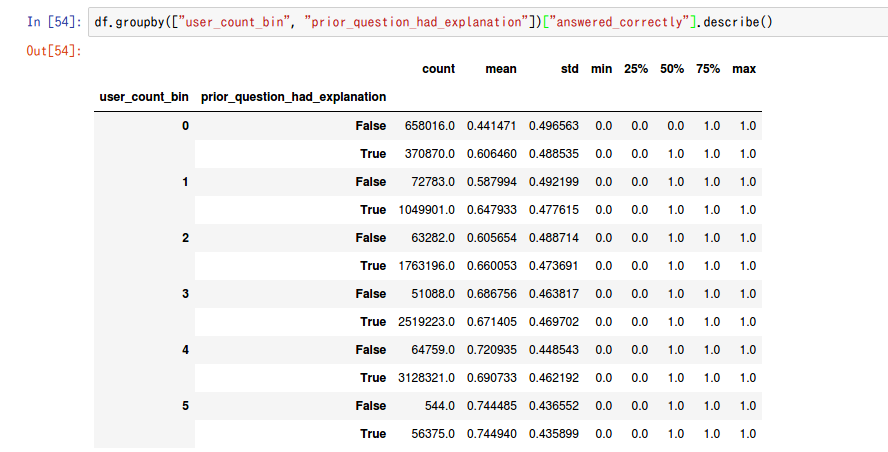 In [54]: df.groupby(["user_count_bin", "prior_question_had_explanation"])["answered_correctly"].describe()
Out[54]:
count mean std min 25% 50% 75% max
user_count_bin prior_question_had_explanation
0 False 658016.0 0.441471 0.496563 0.0 0.0 0.0 1.0 1.0
True 370870.0 0.606460 0.488535 0.0 0.0 1.0 1.0 1.0
1 False 72783.0 0.587994 0.492199 0.0 0.0 1.0 1.0 1.0
True 1049901.0 0.647933 0.477615 0.0 0.0 1.0 1.0 1.0
2 False 63282.0 0.605654 0.488714 0.0 0.0 1.0 1.0 1.0
True 1763196.0 0.660053 0.473691 0.0 0.0 1.0 1.0 1.0
3 False 51088.0 0.686756 0.463817 0.0 0.0 1.0 1.0 1.0
True 2519223.0 0.671405 0.469702 0.0 0.0 1.0 1.0 1.0
4 False 64759.0 0.720935 0.448543 0.0 0.0 1.0 1.0 1.0
True 3128321.0 0.690733 0.462192 0.0 0.0 1.0 1.0 1.0
5 False 544.0 0.744485 0.436552 0.0 0.0 1.0 1.0 1.0
True 56375.0 0.744940 0.435899 0.0 0.0 1.0 1.0 1.0